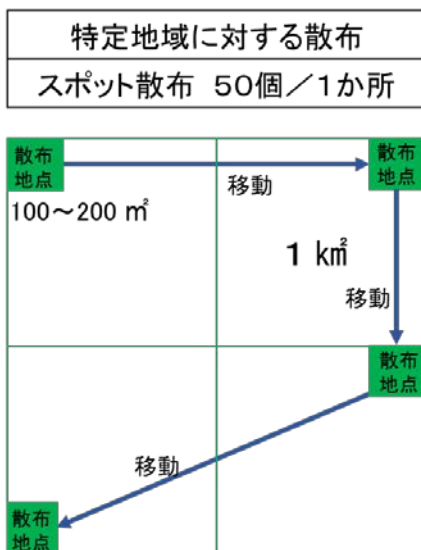 特定地域に対する散布
スポット散布 50個/1か所
散布
地点
散布
地点
移動
100~200 ㎡
1 ㎢
移動
散布
地点
移動
散布
地点